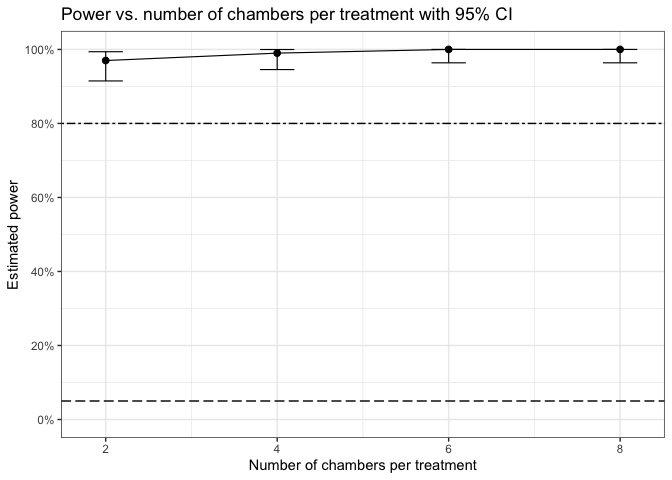 Power vs. number of chambers per treatment with 95% CI
100%
80%
60%
40%
20%
0%
Estimated power
2 4 6 8
Number of chambers per treatment